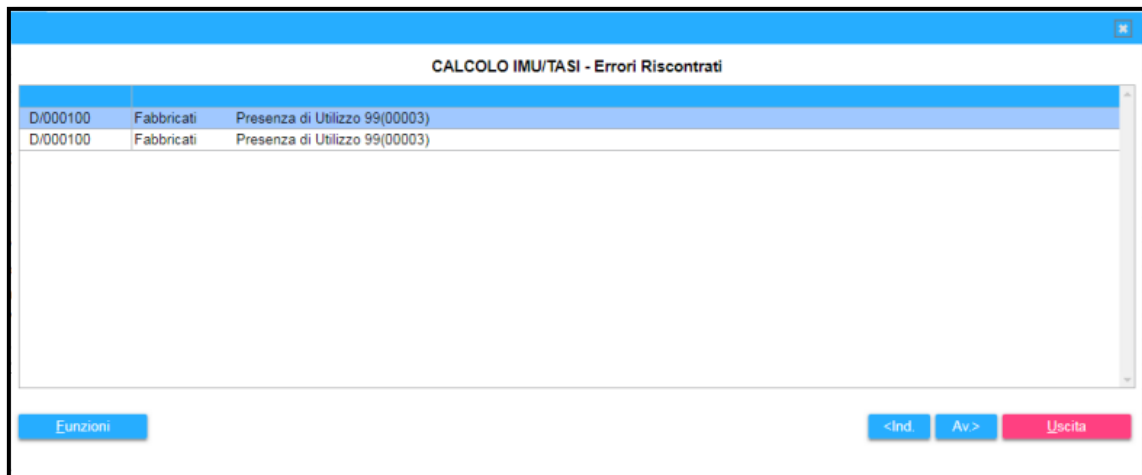 CALCOLO IMU/TASI - Errori Riscontrati
D/000100 Fabbricati Presenza di Utilizzo 99(00003)
D/000100 Fabbricati Presenza di Utilizzo 99(00003)
Funzioni <Ind. Av.> Uscita